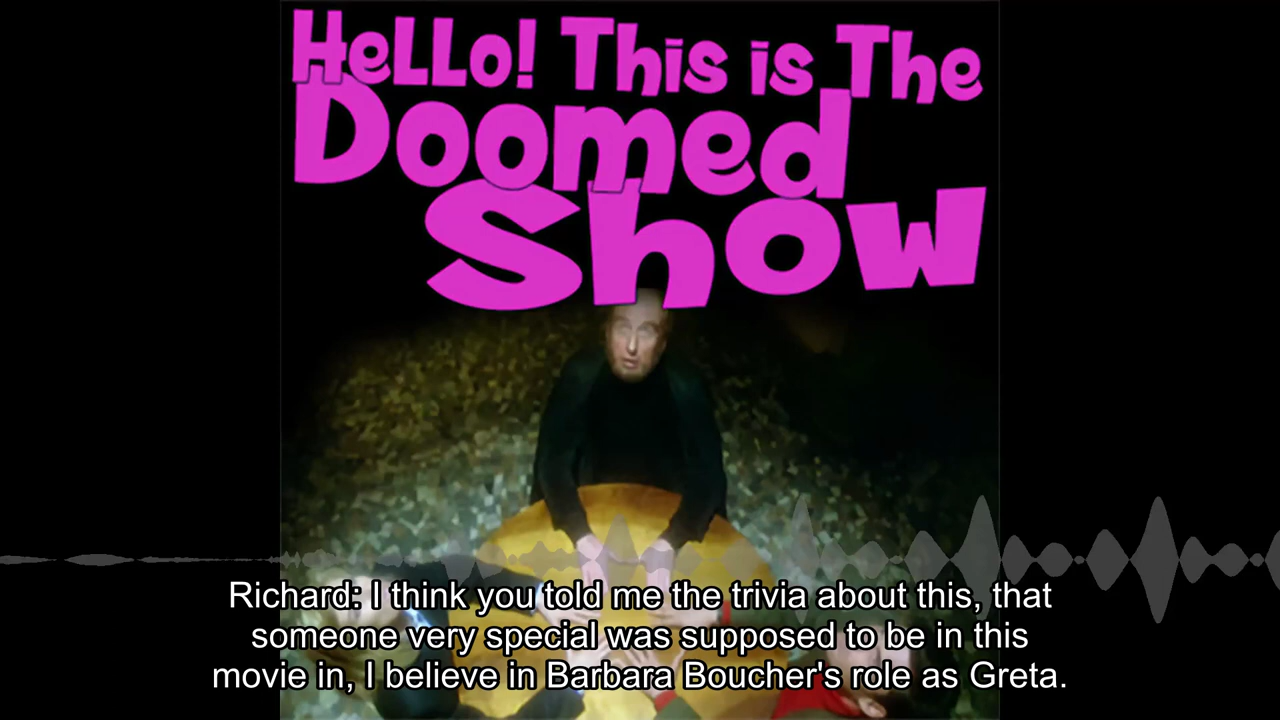 HeLLo! This is The
Doomed
Show
Richard: I think you told me the trivia about this, that
someone very special was supposed to be in this
movie in, I believe in Barbara Boucher's role as Greta.